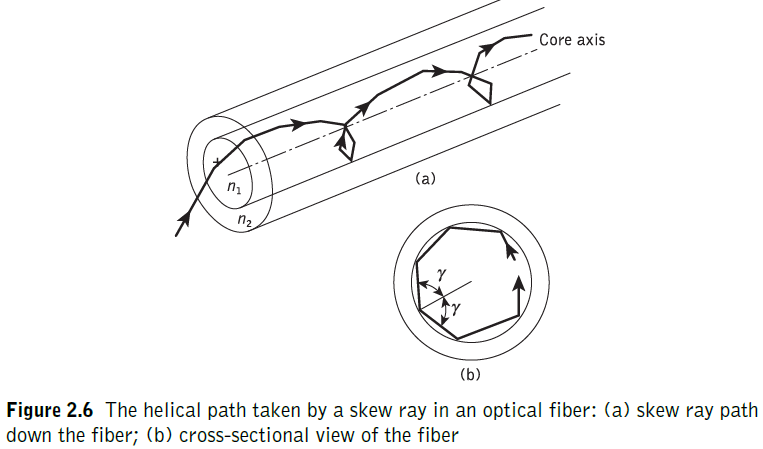 Core axis
n1
n2
(a)
γ
γ
(b)
Figure 2.6 The helical path taken by a skew ray in an optical fiber: (a) skew ray path
down the fiber; (b) cross-sectional view of the fiber